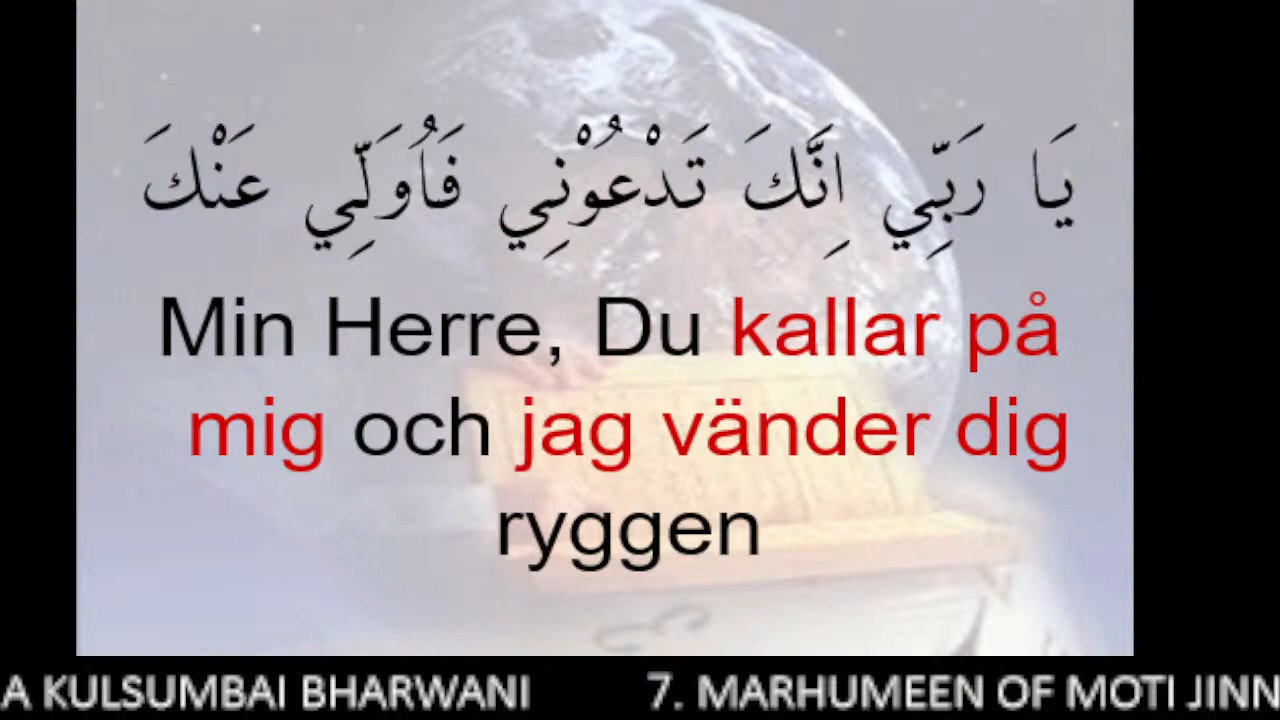 يَا رَبِّي اِنَّكَ تَدْعُوْنِي فَاُوَلِّي عَنْكَ
Min Herre, Du kallar på
mig och jag vänder dig
ryggen
A KULSUMBAI BHARWANI 7. MARHUMEEN OF MOTI JINN